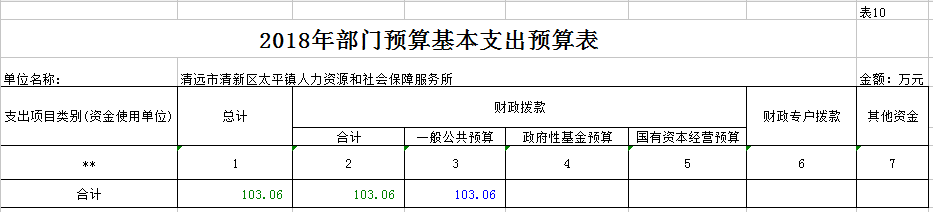 表10
2018年部门预算基本支出预算表
单位名称: 清远市清新区太平镇人力资源和社会保障服务所 金额: 万元
支出项目类别(资金使用单位) 总计 财政拨款 财政专户拨款 其他资金
合计 一般公共预算 政府性基金预算 国有资本经营预算
** 1 2 3 4 5 6 7
合计 103.06 103.06 103.06